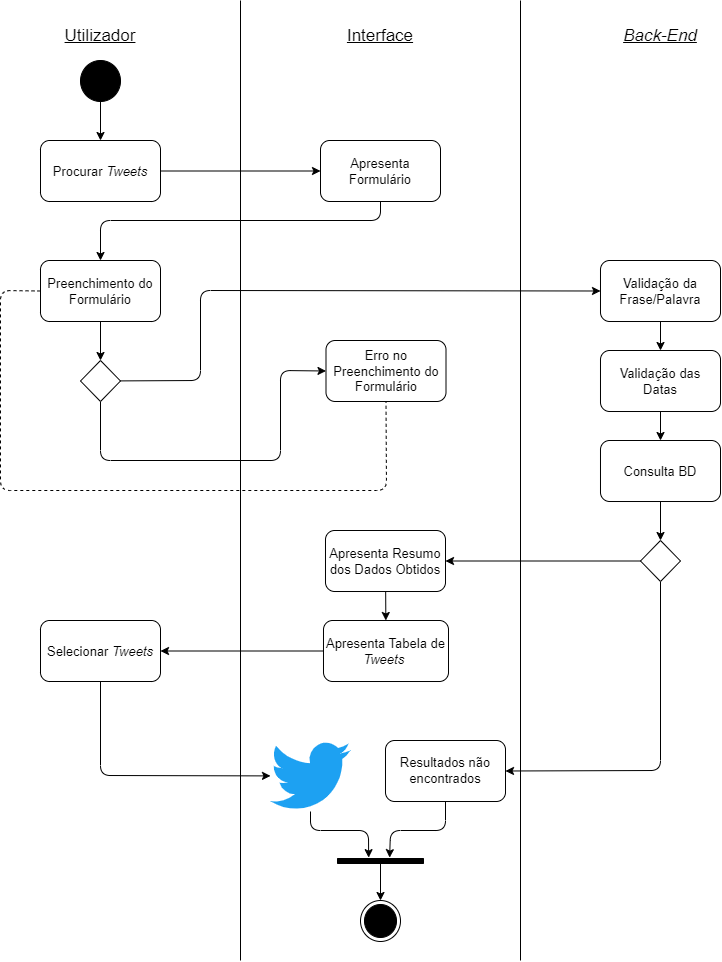 Utilizador
Interface
Back-End
Procurar Tweets
Apresenta
Formulário
Preenchimento do
Formulário
Validação da
Frase/Palavra
Erro no
Preenchimento do
Formulário
Validação das
Datas
Consulta BD
Apresenta Resumo
dos Dados Obtidos
Selecionar Tweets
Apresenta Tabela de
Tweets
Resultados não
encontrados